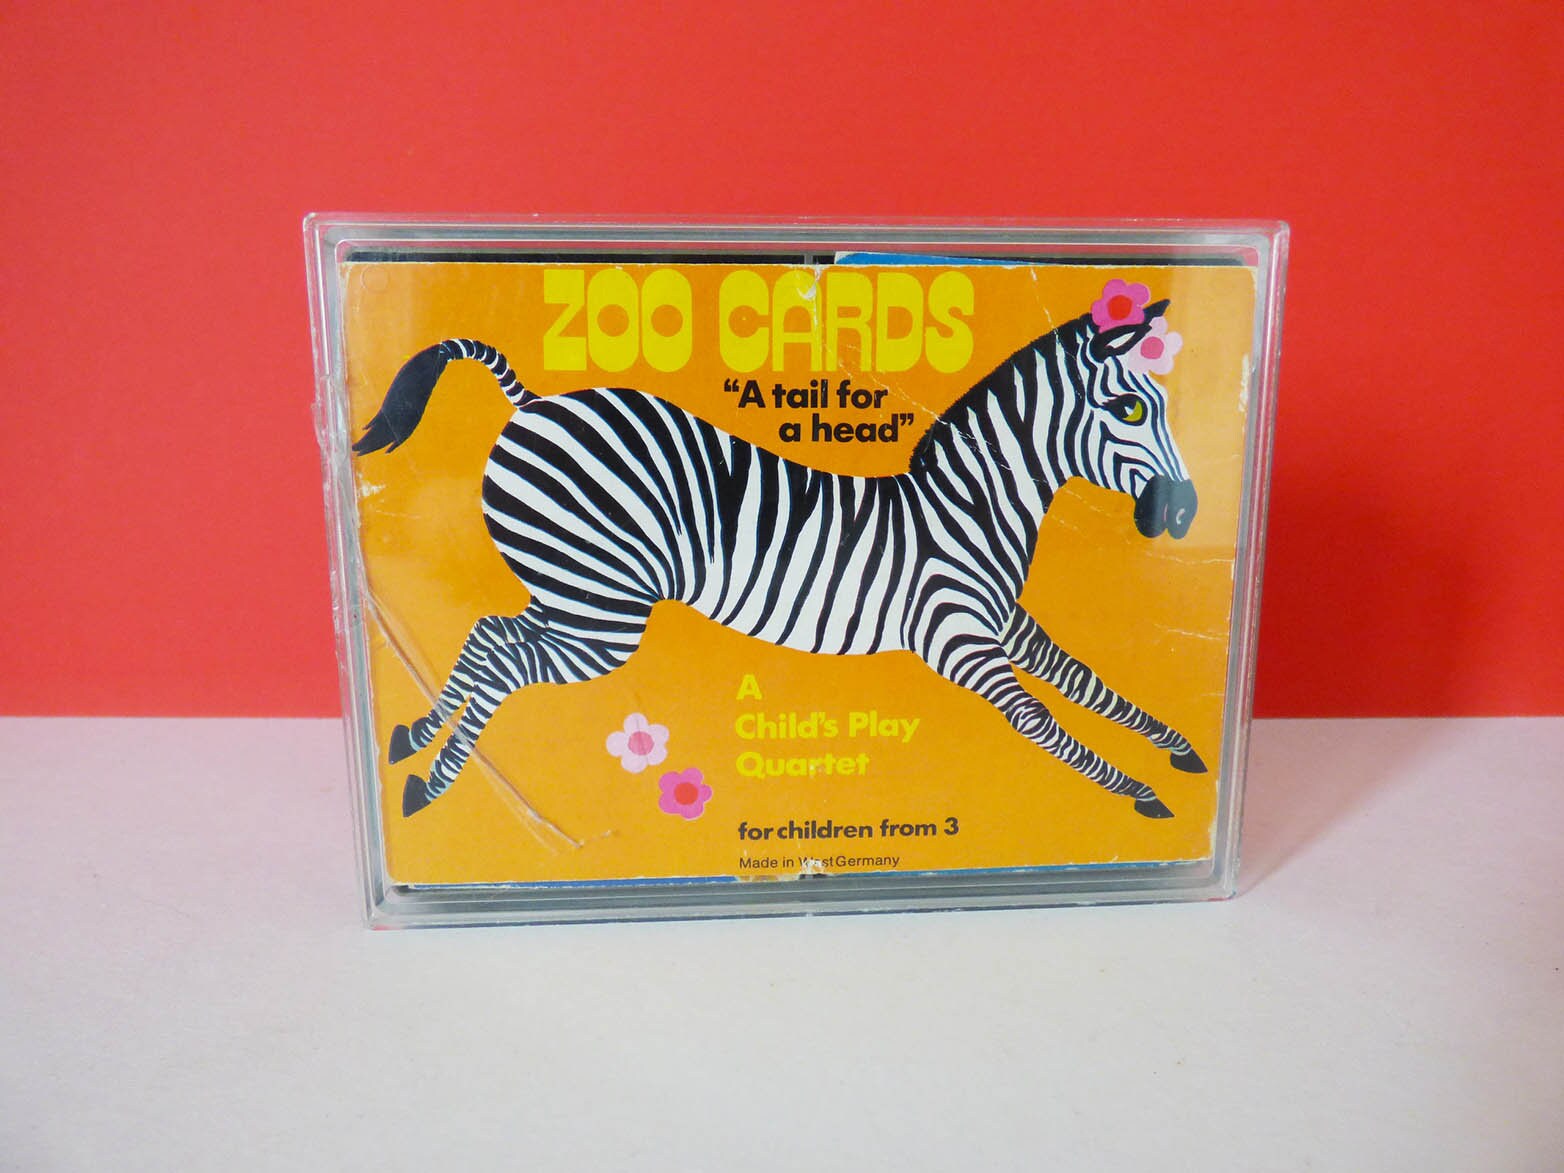 ZOO CARDS
“A tail for
a head”
A
Child's Play
Quartet
for children from 3
Made in West Germany